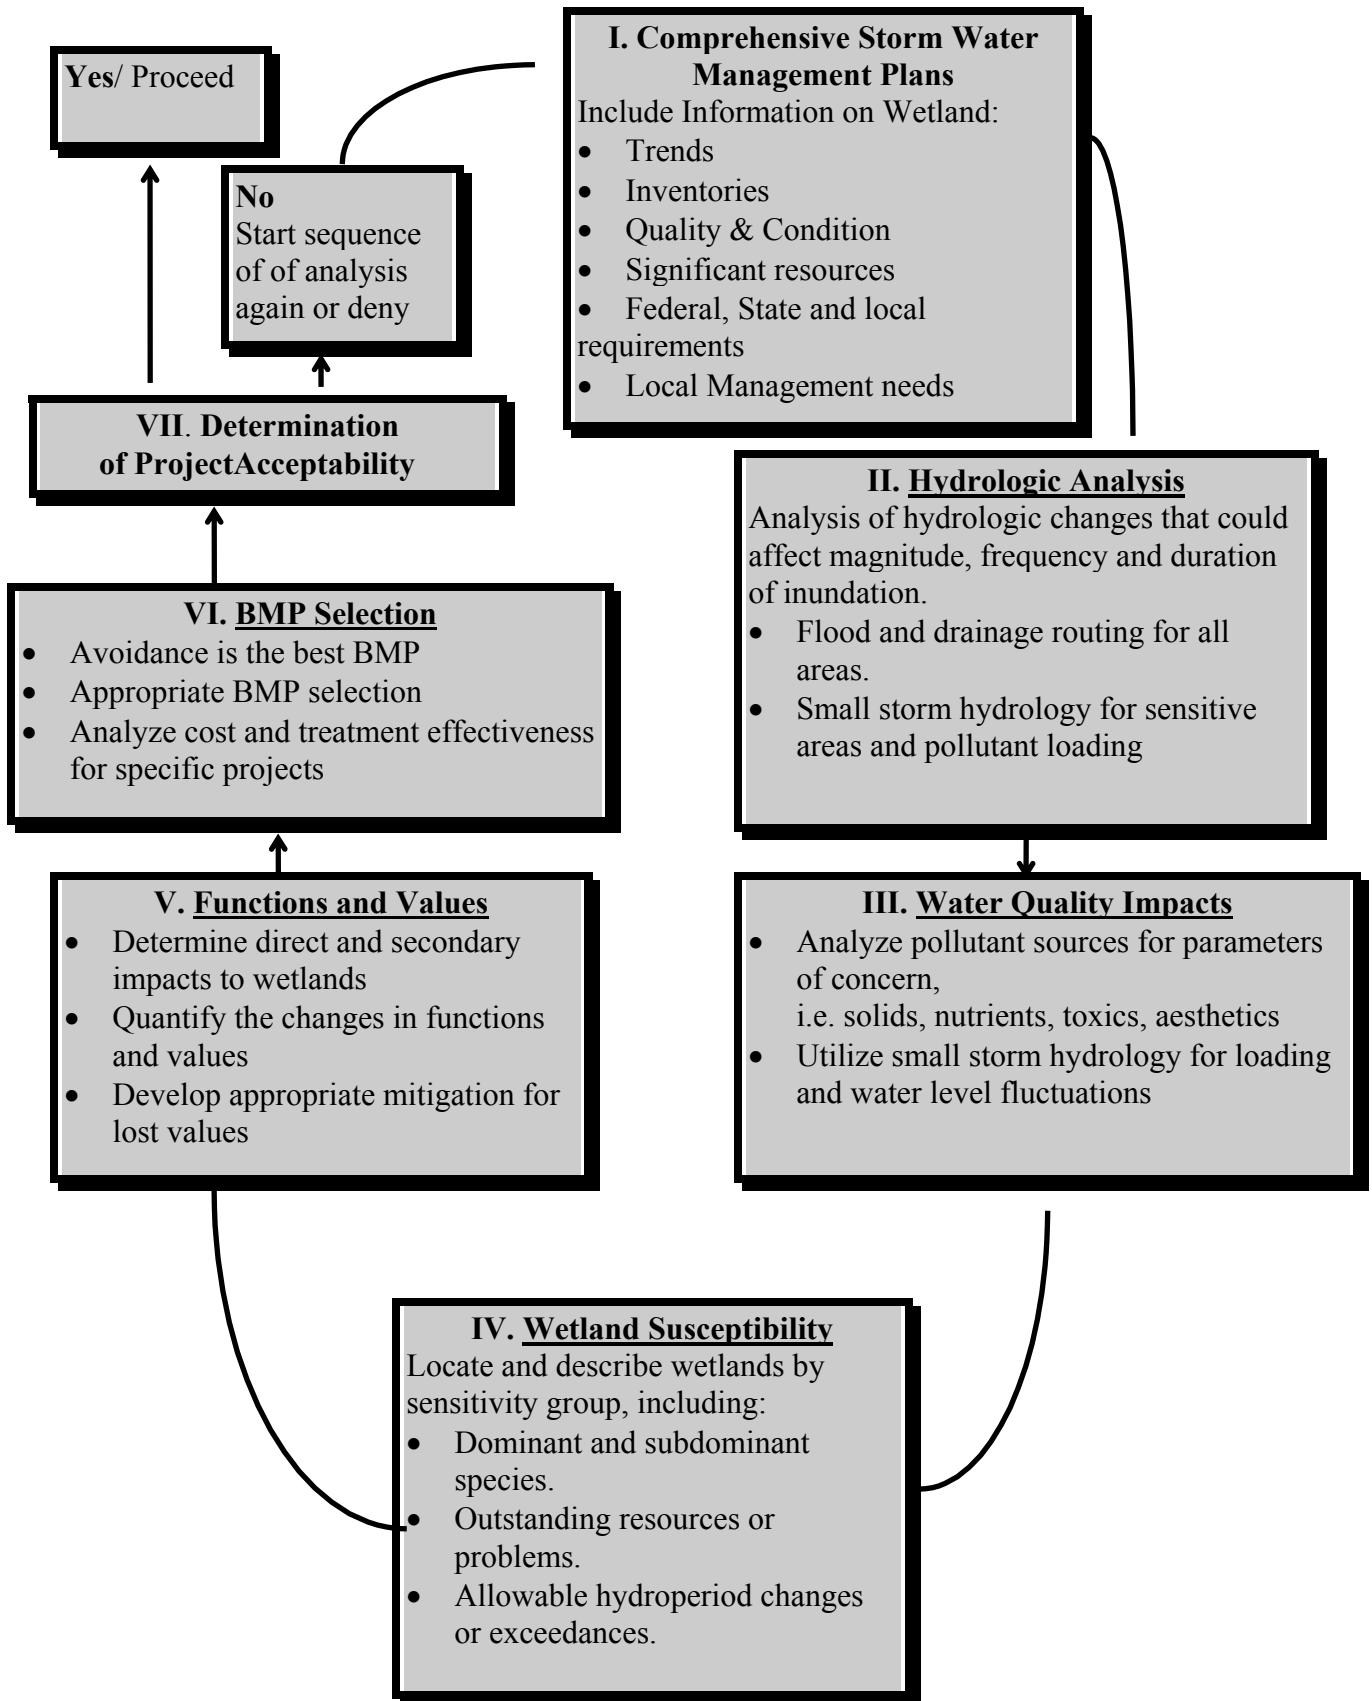 Yes/ Proceed
No
Start sequence
of of analysis
again or deny
I. Comprehensive Storm Water
Management Plans
Include Information on Wetland:
• Trends
• Inventories
• Quality & Condition
• Significant resources
• Federal, State and local
requirements
• Local Management needs
II. Hydrologic Analysis
Analysis of hydrologic changes that could
affect magnitude, frequency and duration
of inundation.
• Flood and drainage routing for all
areas.
• Small storm hydrology for sensitive
areas and pollutant loading
III. Water Quality Impacts
• Analyze pollutant sources for parameters
of concern,
i.e. solids, nutrients, toxics, aesthetics
• Utilize small storm hydrology for loading
and water level fluctuations
IV. Wetland Susceptibility
Locate and describe wetlands by
sensitivity group, including:
• Dominant and subdominant
species.
• Outstanding resources or
problems.
• Allowable hydroperiod changes
or exceedances.
V. Functions and Values
• Determine direct and secondary
impacts to wetlands
• Quantify the changes in functions
and values
• Develop appropriate mitigation for
lost values
VI. BMP Selection
• Avoidance is the best BMP
• Appropriate BMP selection
• Analyze cost and treatment effectiveness
for specific projects
VII. Determination
of ProjectAcceptability